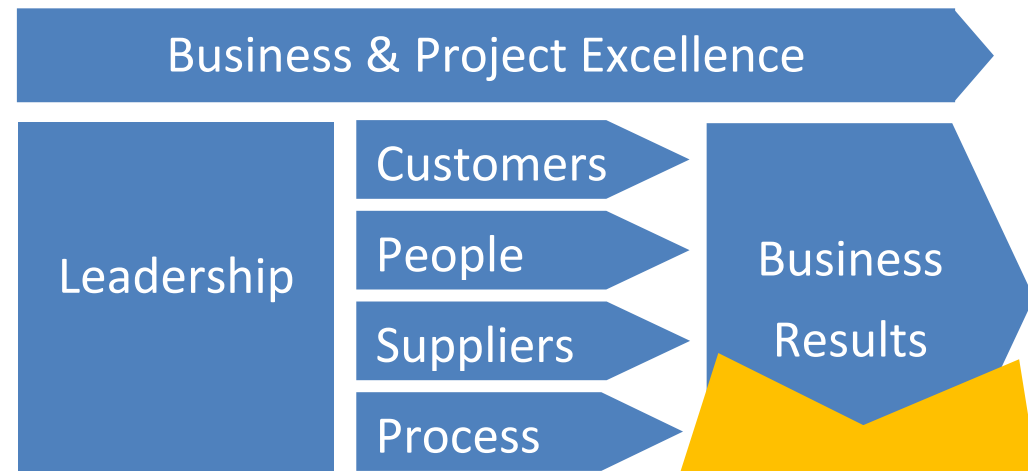 Business & Project Excellence
Leadership
Customers
People
Suppliers
Process
Business
Results